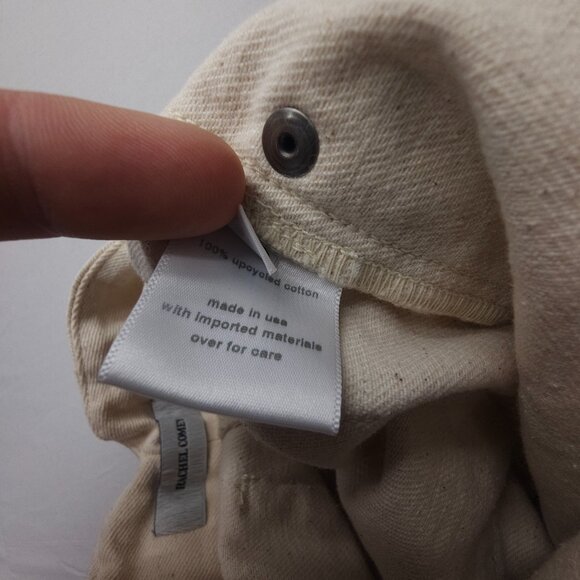 100% upcycled cotton
made in usa
with imported materials
over for care
RACHEL COMEY